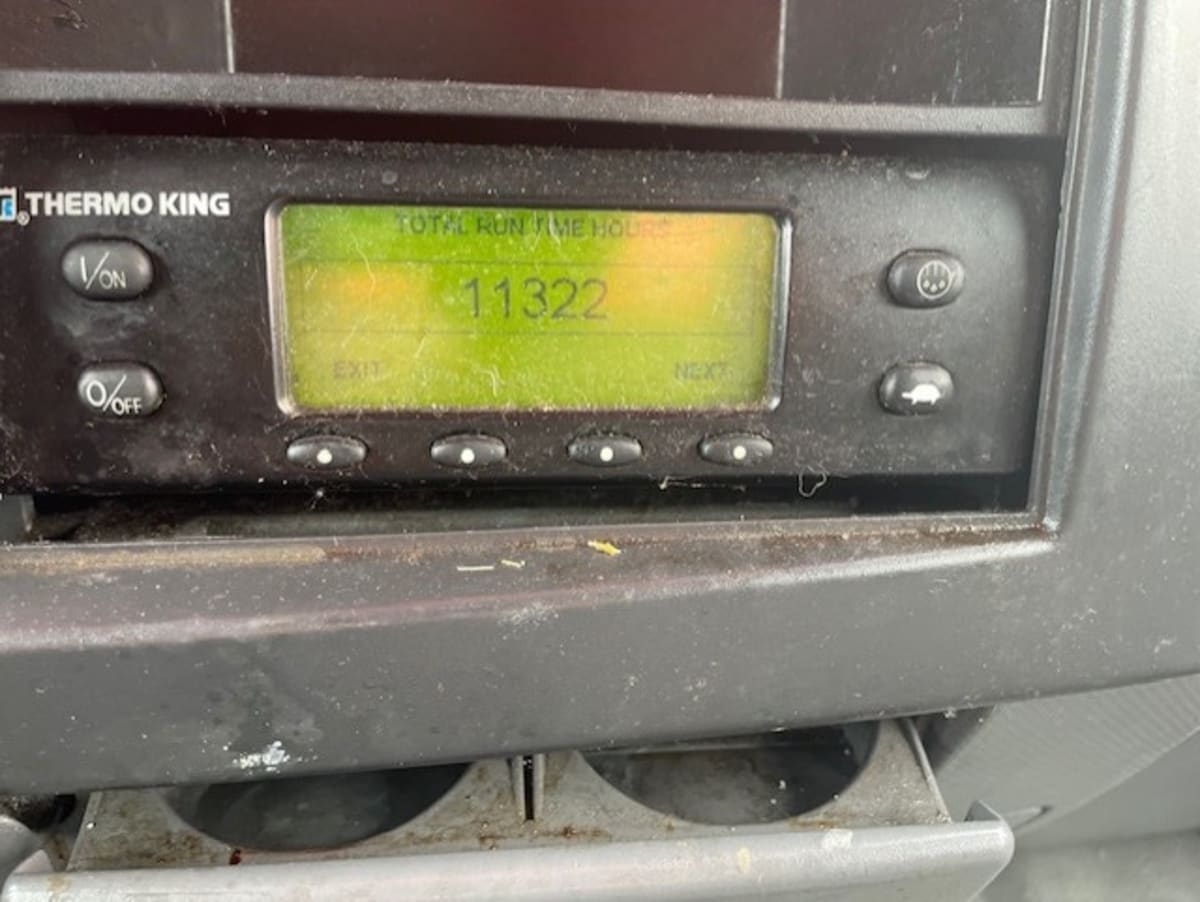 TOTAL RUN TIME HOURS
® THERMO KING
I/ON
11322
EXIT
NEXT
O/OFF